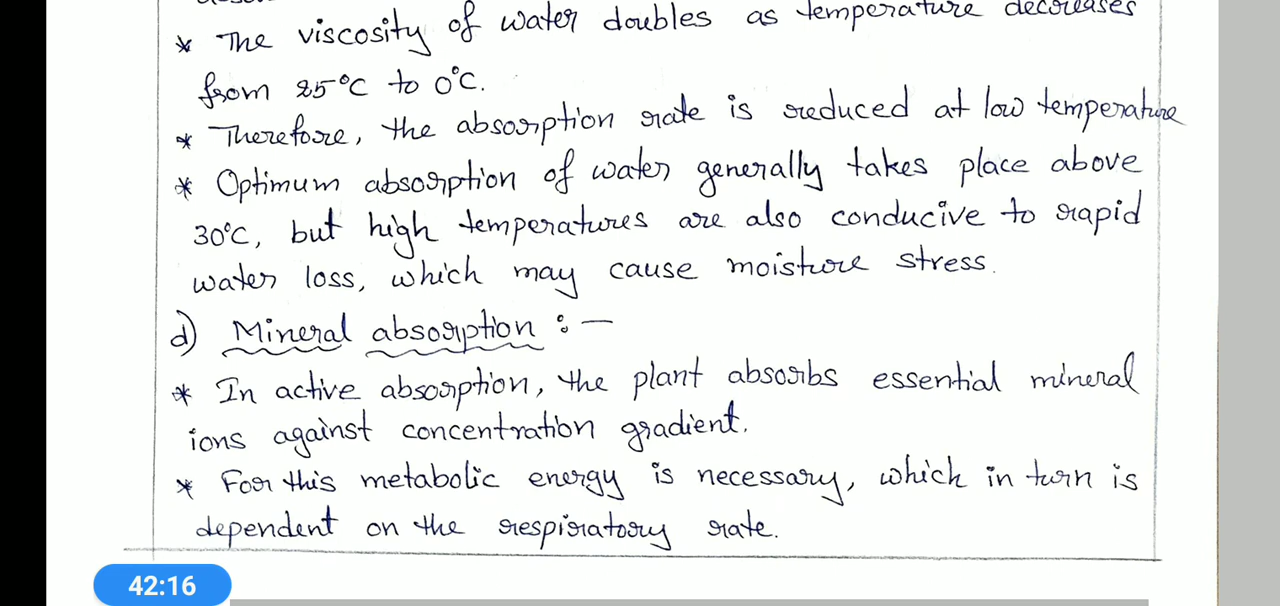 * The viscosity of water doubles as temperature decreases
from 25°C to 0°C.
* Therefore, the absorption rate is reduced at low temperature
* Optimum absorption of water generally takes place above
30°C, but high temperatures are also conducive to rapid
water loss, which may cause moisture stress.
d) Mineral absorption :-
* In active absorption, the plant absorbs essential mineral
ions against concentration gradient.
* For this metabolic energy is necessary, which in turn is
dependent on the respiratory rate.
42:16